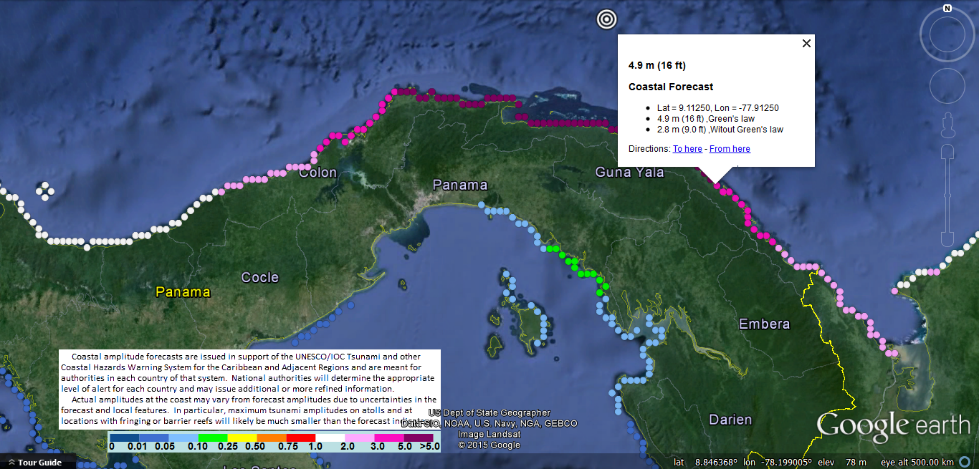 N
4.9 m (16 ft)
Coastal Forecast
Lat = 9.11250, Lon = -77.91250
4.9 m (16 ft) ,Green's law
2.8 m (9.0 ft) ,Witout Green's law
Directions: To here - From here
Colon
Panama
Guna Yala
Cocle
Panama
Embera
Darien
Coastal amplitude forecasts are issued in support of the UNESCO/IOC Tsunami and other
Coastal Hazards Warning System for the Caribbean and Adjacent Regions and are meant for
authorities in each country of that system. National authorities will determine the appropriate
level of alert for each country and may issue additional or more refined information.
Actual amplitudes at the coast may vary from forecast amplitudes due to uncertainties in the
forecast and local features. In particular, maximum tsunami amplitudes on atolls and at
locations with fringing or barrier reefs will likely be much smaller than the forecast
US Dept of State Geographer
Data SIO, NOAA, U.S. Navy, NGA, GEBCO
Image Landsat
© 2015 Google
0 0.01 0.05 0.10 0.25 0.50 0.75 1.0 2.0 3.0 5.0 >5.0
Google earth
Tour Guide
lat 8.846368° lon -78.199005° elev 78 m eye alt 500.00 km